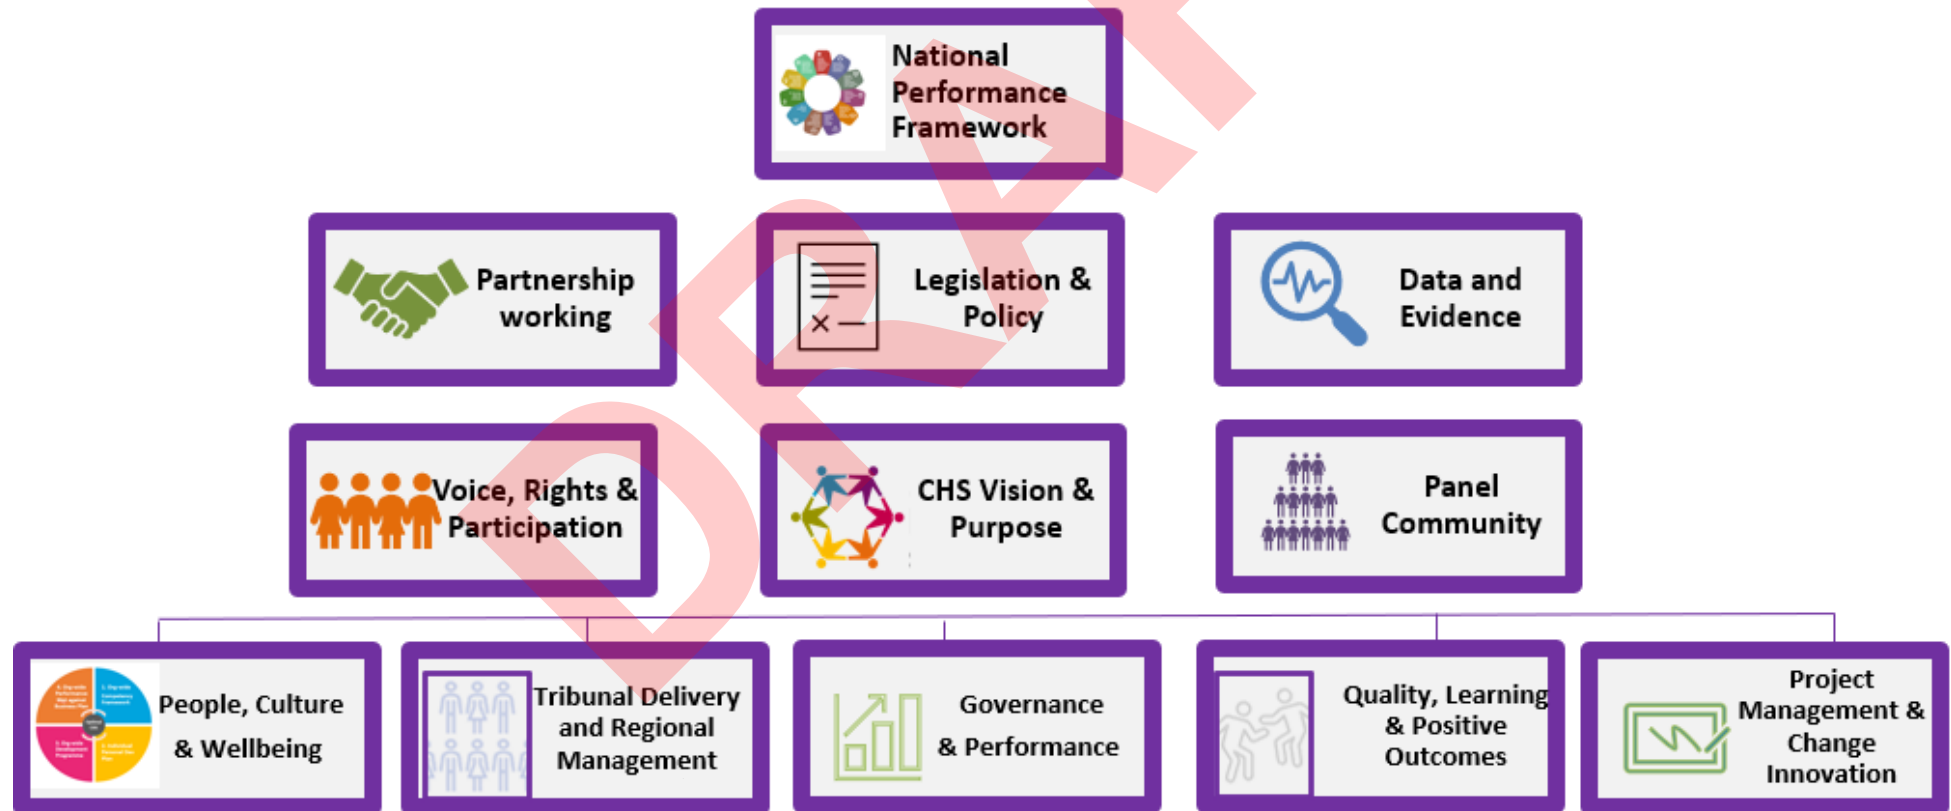 National
Performance
Framework
Partnership
working
Legislation &
Policy
Data and
Evidence
Voice, Rights &
Participation
CHS Vision &
Purpose
Panel
Community
People, Culture
& Wellbeing
Tribunal Delivery
and Regional
Management
Governance
& Performance
Quality, Learning
& Positive
Outcomes
Project
Management &
Change
Innovation